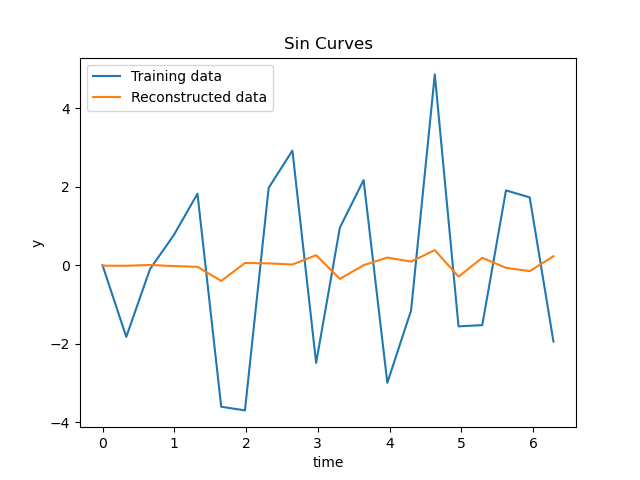 Sin Curves
Training data
Reconstructed data
4
2
0
−2
−4
y
0 1 2 3 4 5 6
time